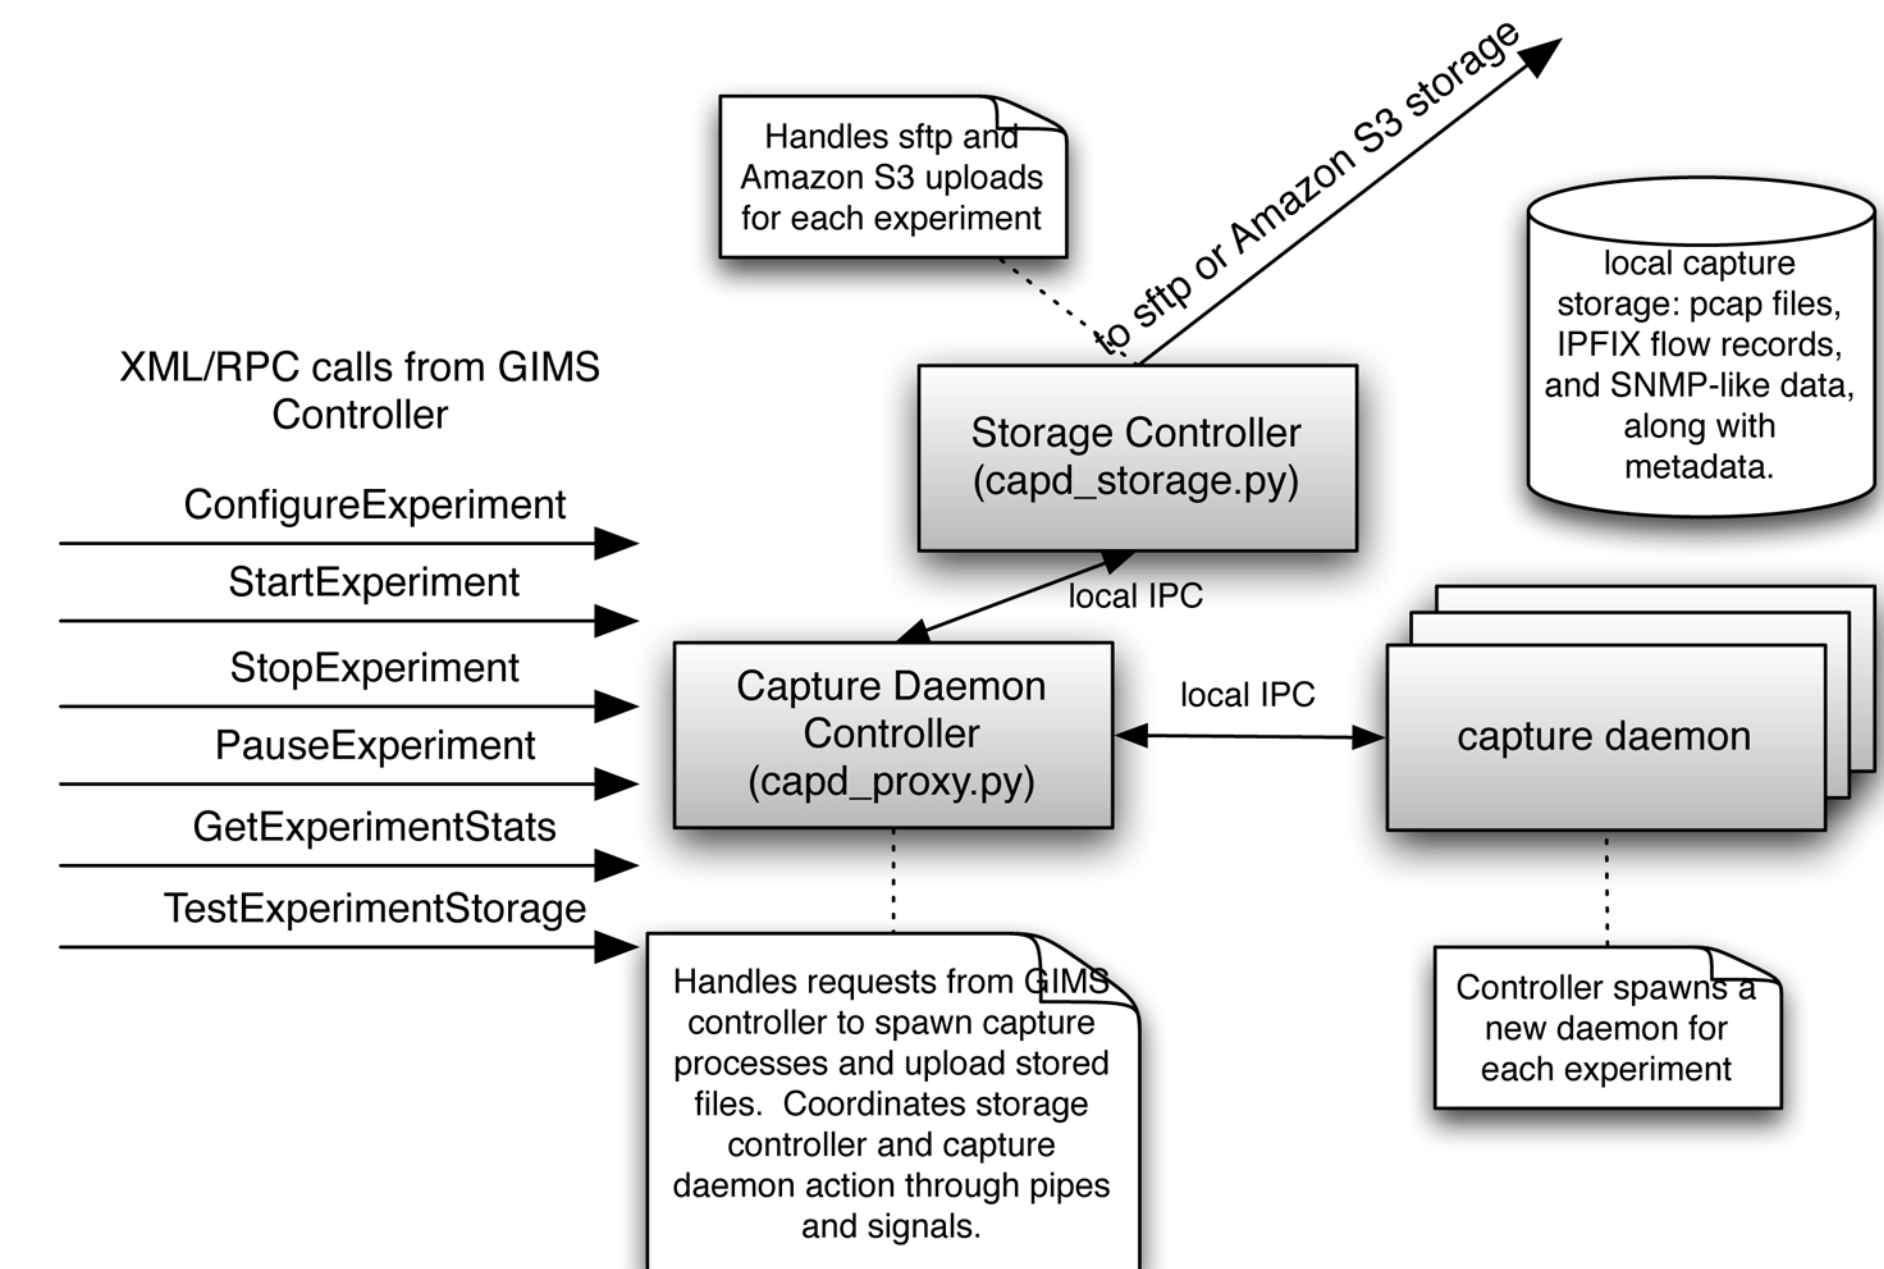 to sftp or Amazon S3 storage
Handles sftp and
Amazon S3 uploads
for each experiment
local capture
storage: pcap files,
IPFIX flow records,
and SNMP-like data,
along with
metadata.
XML/RPC calls from GIMS
Controller
Storage Controller
(capd_storage.py)
ConfigureExperiment
StartExperiment
StopExperiment
PauseExperiment
GetExperimentStats
TestExperimentStorage
local IPC
Capture Daemon
Controller
(capd_proxy.py)
local IPC
capture daemon
Handles requests from GIMS
controller to spawn capture
processes and upload stored
files.  Coordinates storage
controller and capture
daemon action through pipes
and signals.
Controller spawns a
new daemon for
each experiment